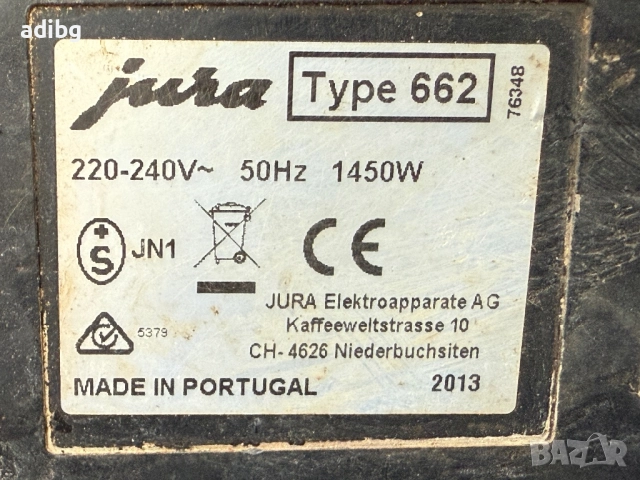 adibg
jura Type 662
76348
220-240V~ 50Hz 1450W
+
S JN1
CE
5379
JURA Elektroapparate AG
Kaffeeweltstrasse 10
CH- 4626 Niederbuchsiten
MADE IN PORTUGAL 2013
BAZAR